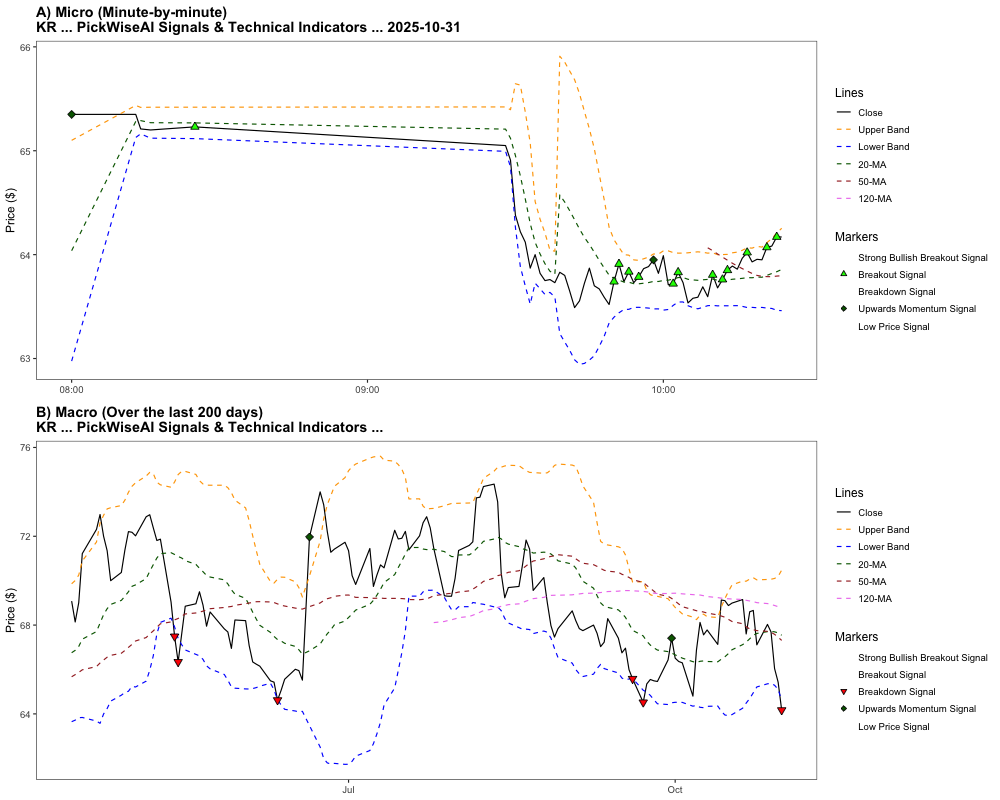 A) Micro (Minute-by-minute)
KR ... PickWiseAI Signals & Technical Indicators ... 2025-10-31
66
65
64
63
Price ($)
08:00
09:00
10:00
Lines
Close
Upper Band
Lower Band
20-MA
50-MA
120-MA
Markers
Strong Bullish Breakout Signal
Breakout Signal
Breakdown Signal
Upwards Momentum Signal
Low Price Signal
B) Macro (Over the last 200 days)
KR ... PickWiseAI Signals & Technical Indicators ...
76
72
68
64
Price ($)
Jul
Oct
Lines
Close
Upper Band
Lower Band
20-MA
50-MA
120-MA
Markers
Strong Bullish Breakout Signal
Breakout Signal
Breakdown Signal
Upwards Momentum Signal
Low Price Signal